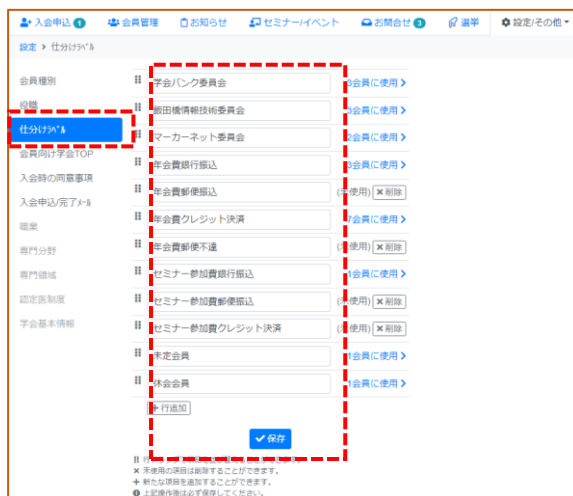 入会申込 1 会員管理 お知らせ セミナー/イベント お問合せ 3 選挙 設定/その他
設定 > 仕分けラベル
会員種別
役職
仕分けラベル
会員向け学会TOP
入会時の同意事項
入会申込/完了メール
職業
専門分野
専門領域
認定医制度
学会基本情報
学会バンク委員会 3会員に使用
飯田橋情報技術委員会 3会員に使用
マーカーネット委員会 2会員に使用
年会費銀行振込 3会員に使用
年会費郵便振込 (未使用) ×削除
年会費クレジット決済 7会員に使用
年会費郵便不達 (未使用) ×削除
セミナー参加費銀行振込 1会員に使用
セミナー参加費郵便振込 (未使用) ×削除
セミナー参加費クレジット決済 (未使用) ×削除
未定会員 1会員に使用
休会会員 1会員に使用
+行追加
保存
× 未使用の項目は削除することができます。
+ 新たな項目を追加することができます。
上記操作後は必ず保存してください。